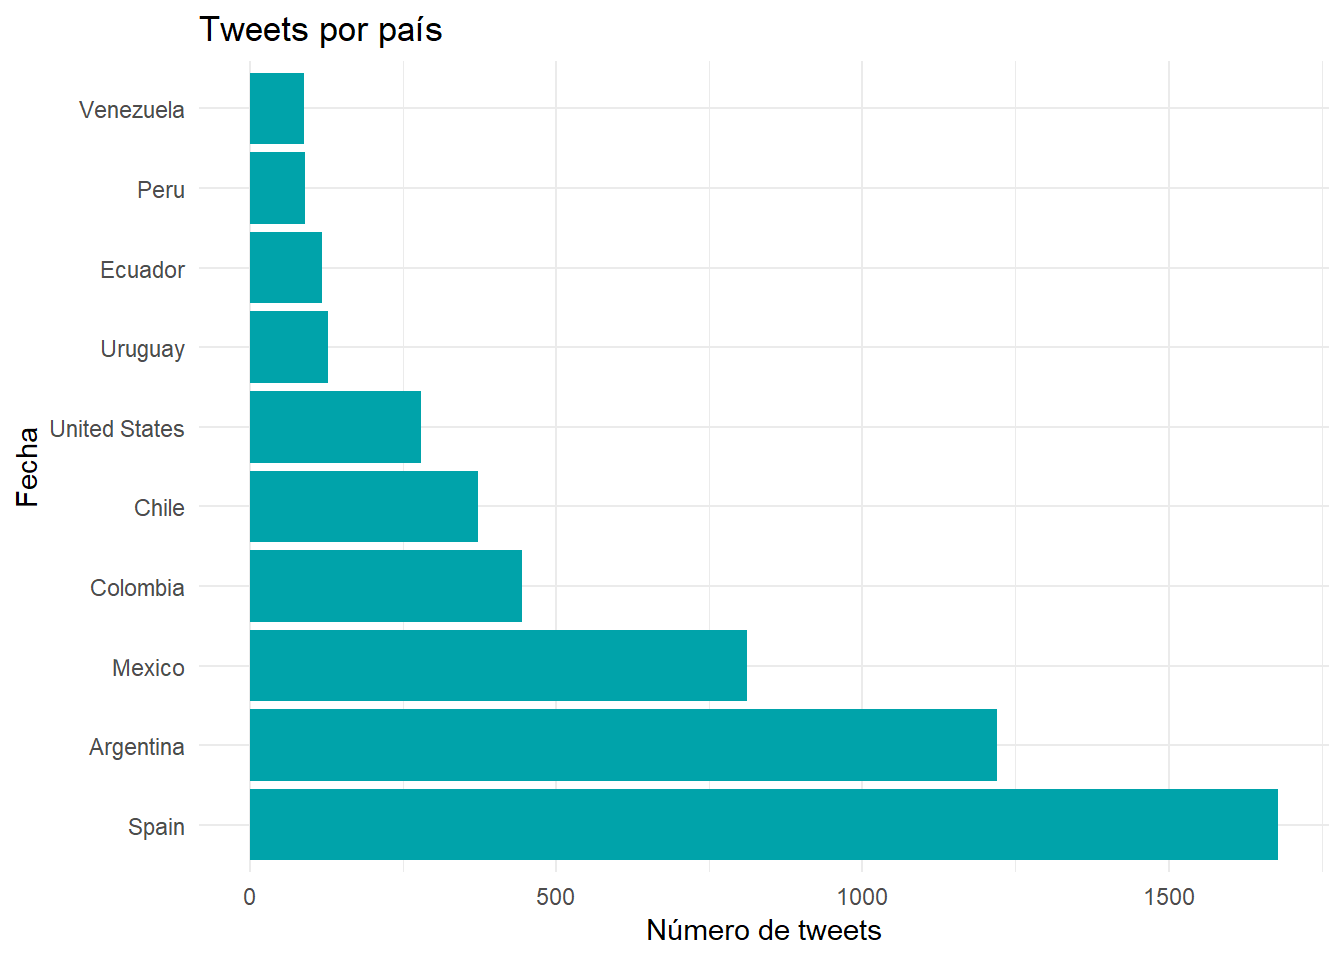 Tweets por país
Venezuela
Peru
Ecuador
Uruguay
United States
Chile
Colombia
Mexico
Argentina
Spain
Fecha
0 500 1000 1500
Número de tweets